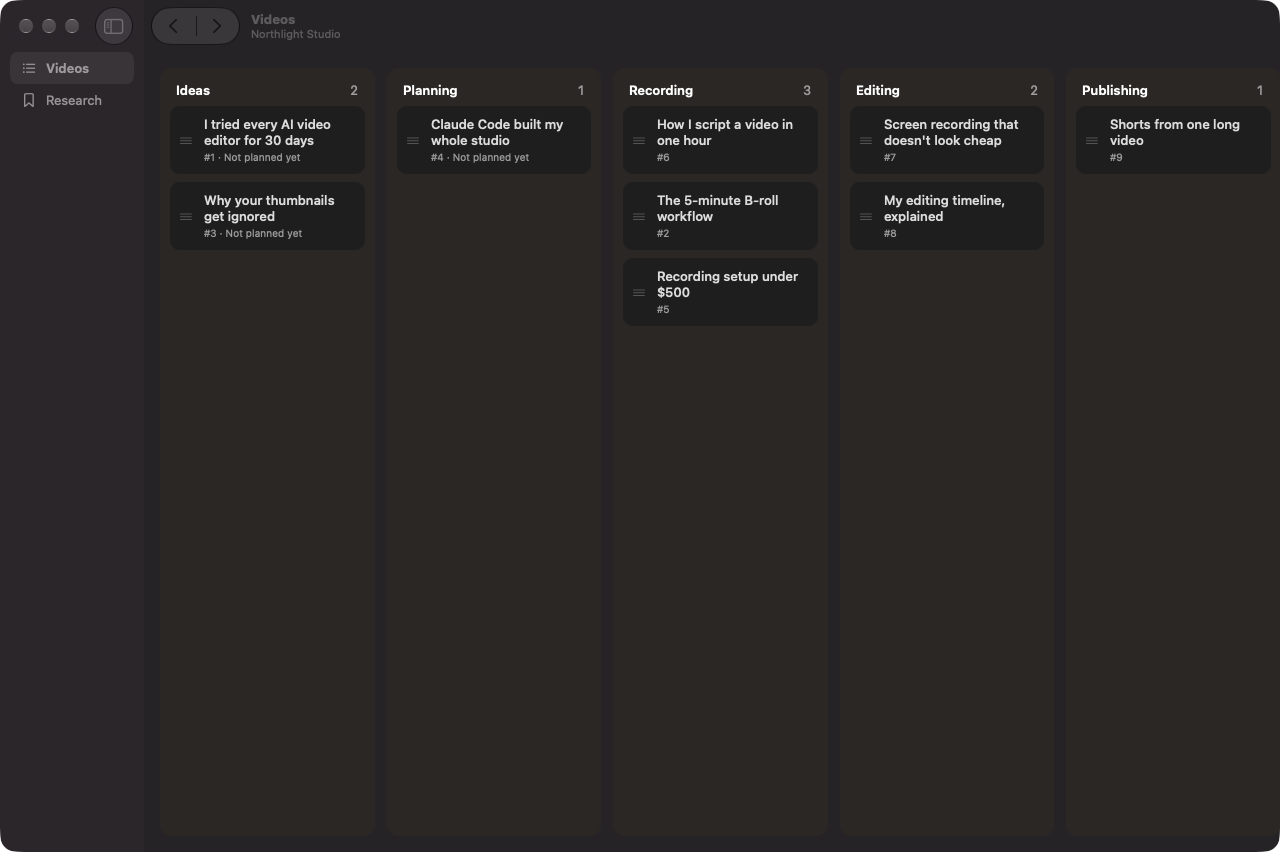 Videos
Northlight Studio
Videos
Research
Ideas 2
I tried every AI video
editor for 30 days
#1 · Not planned yet
Why your thumbnails
get ignored
#3 · Not planned yet
Planning 1
Claude Code built my
whole studio
#4 · Not planned yet
Recording 3
How I script a video in
one hour
#6
The 5-minute B-roll
workflow
#2
Recording setup under
$500
#5
Editing 2
Screen recording that
doesn't look cheap
#7
My editing timeline,
explained
#8
Publishing 1
Shorts from one long
video
#9